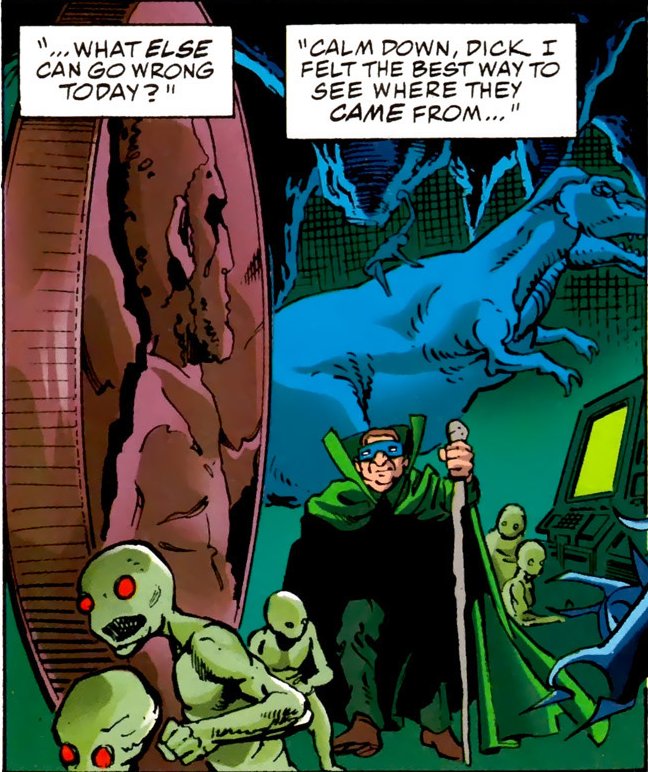 "...WHAT ELSE
CAN GO WRONG
TODAY?"
"CALM DOWN, DICK. I
FELT THE BEST WAY TO
SEE WHERE THEY
CAME FROM..."